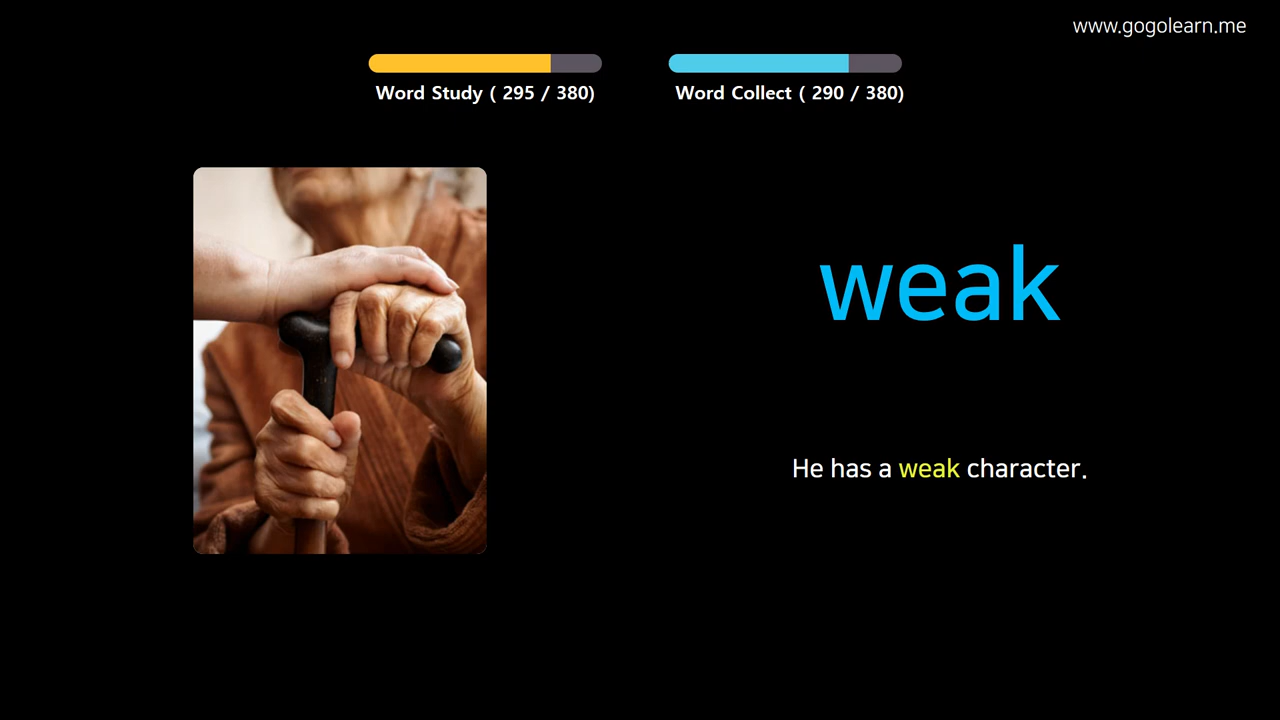 www.gogolearn.me
Word Study ( 295 / 380)
Word Collect ( 290 / 380)
weak
He has a weak character.